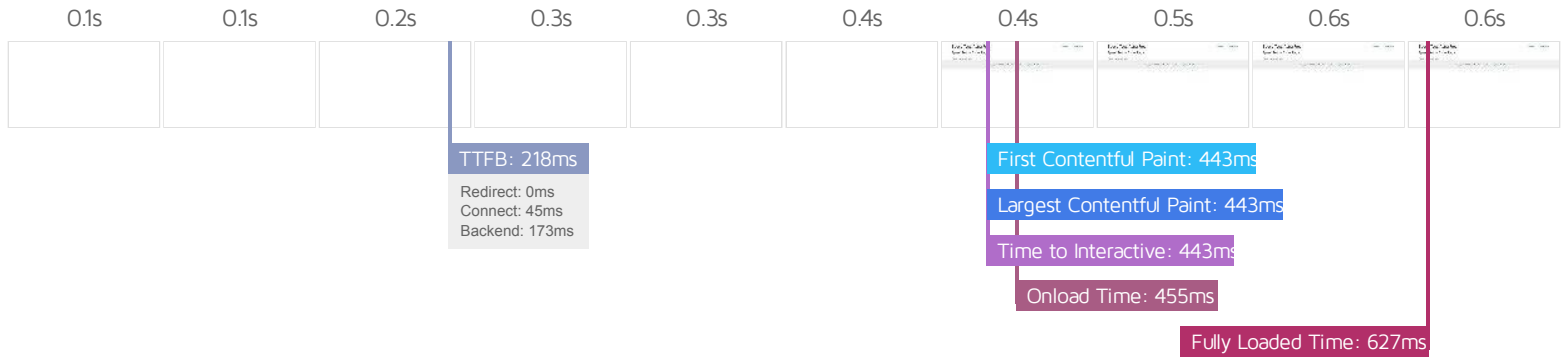 0.1s 0.1s 0.2s 0.3s 0.3s 0.4s 0.4s 0.5s 0.6s 0.6s
TTFB: 218ms
Redirect: 0ms
Connect: 45ms
Backend: 173ms
First Contentful Paint: 443ms
Largest Contentful Paint: 443ms
Time to Interactive: 443ms
Onload Time: 455ms
Fully Loaded Time: 627ms